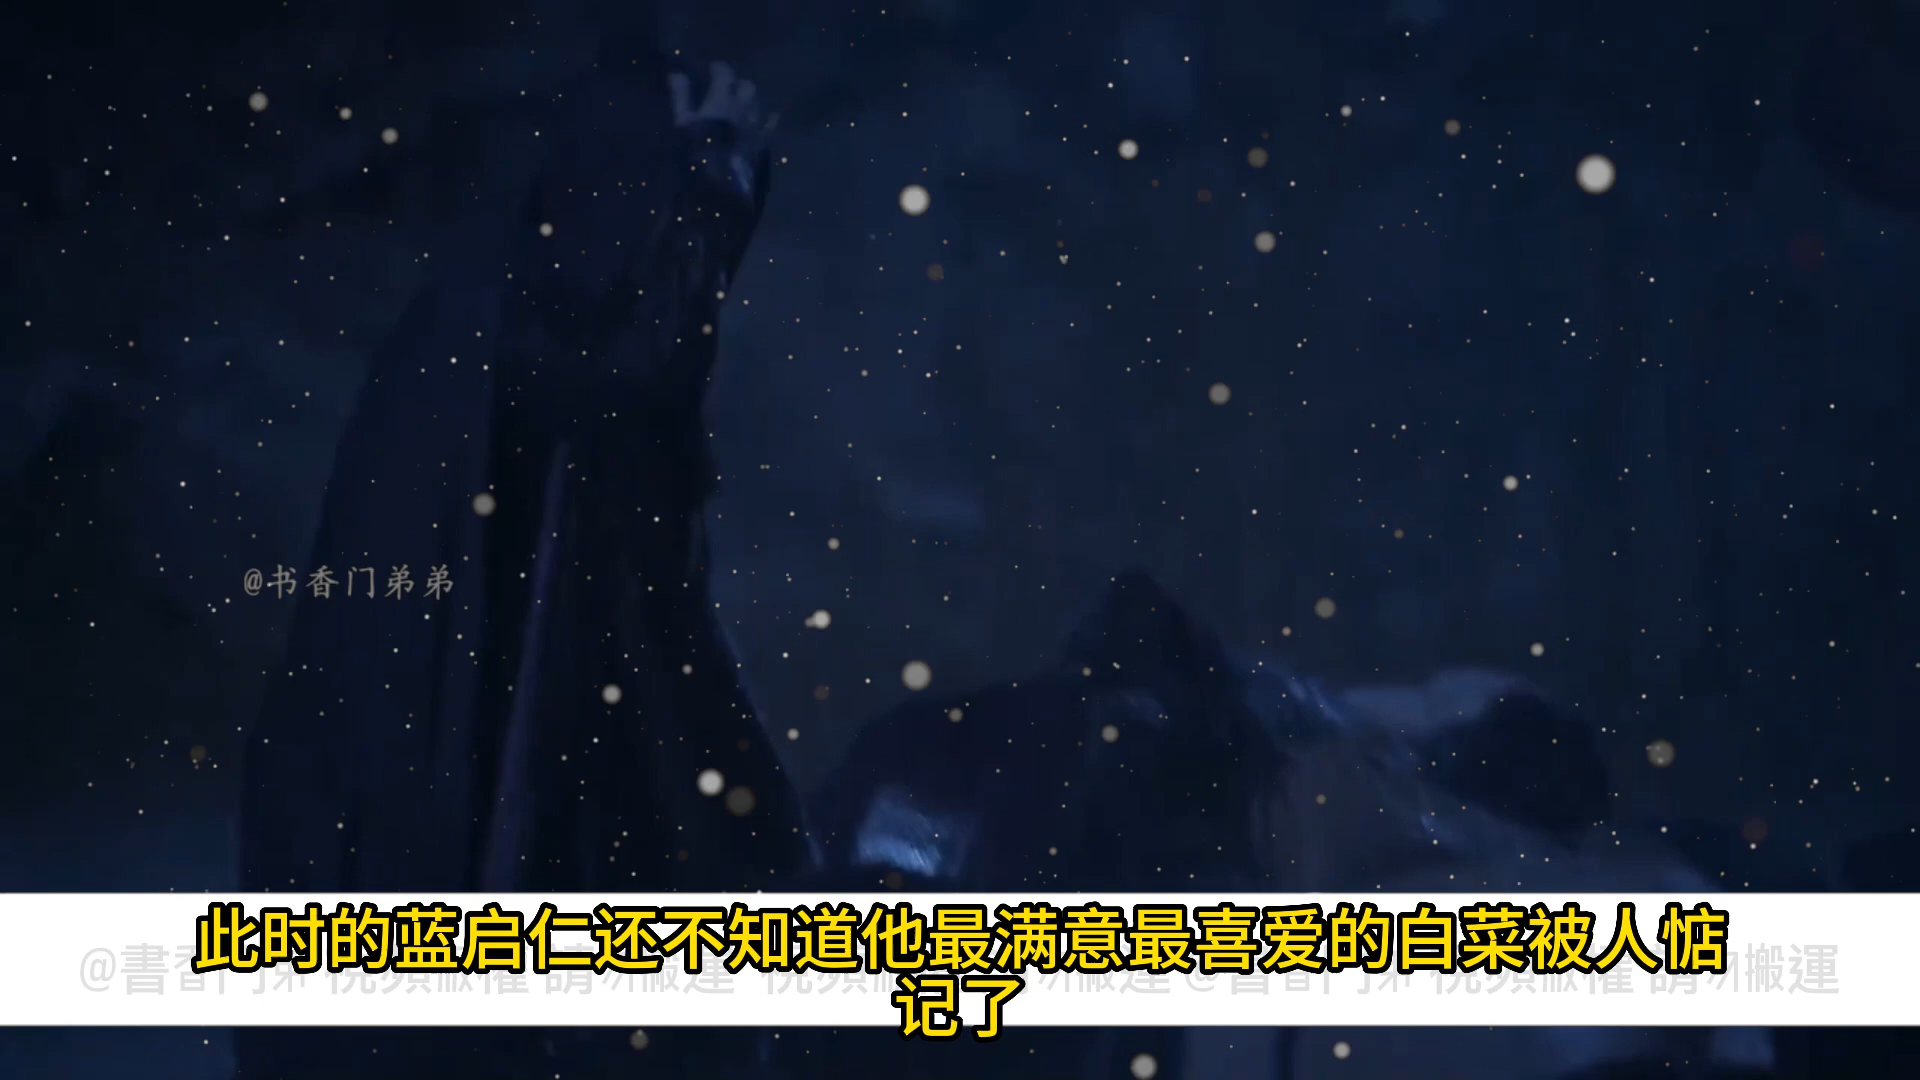 @书香门弟弟
此时的蓝启仁还不知道他最满意最喜爱的白菜被人惦
记了